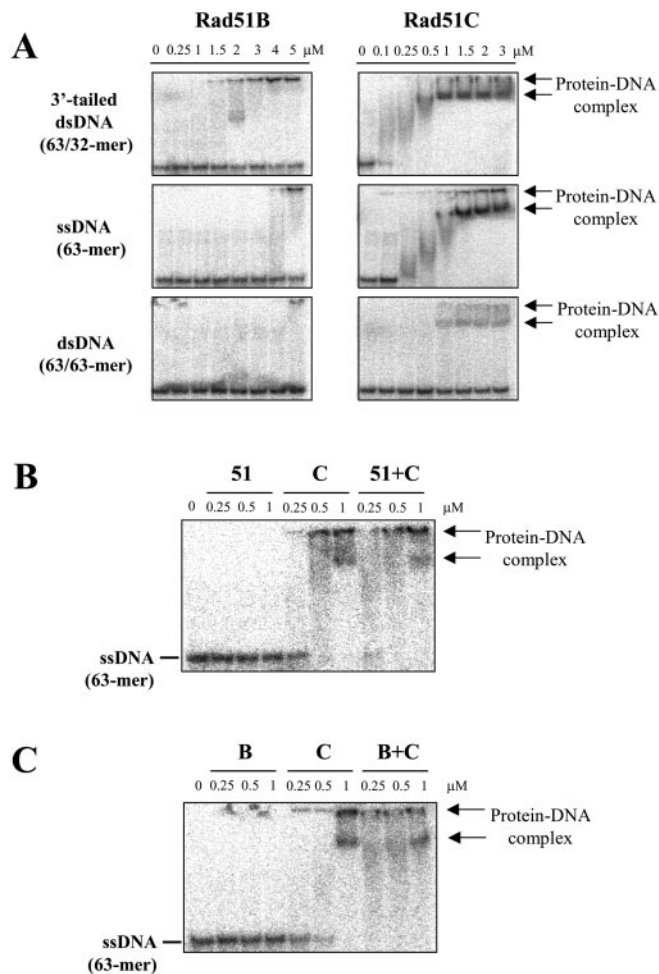 Rad51B Rad51C
0 0.25 1 1.5 2 3 4 5 μM 0 0.1 0.25 0.5 1 1.5 2 3 μM
A
3'-tailed
dsDNA
(63/32-mer)
Protein-DNA
complex
ssDNA
(63-mer)
Protein-DNA
complex
dsDNA
(63/63-mer)
Protein-DNA
complex
B
51 C 51+C
0 0.25 0.5 1 0.25 0.5 1 0.25 0.5 1 μM
Protein-DNA
complex
ssDNA
(63-mer)
C
B C B+C
0 0.25 0.5 1 0.25 0.5 1 0.25 0.5 1 μM
Protein-DNA
complex
ssDNA
(63-mer)